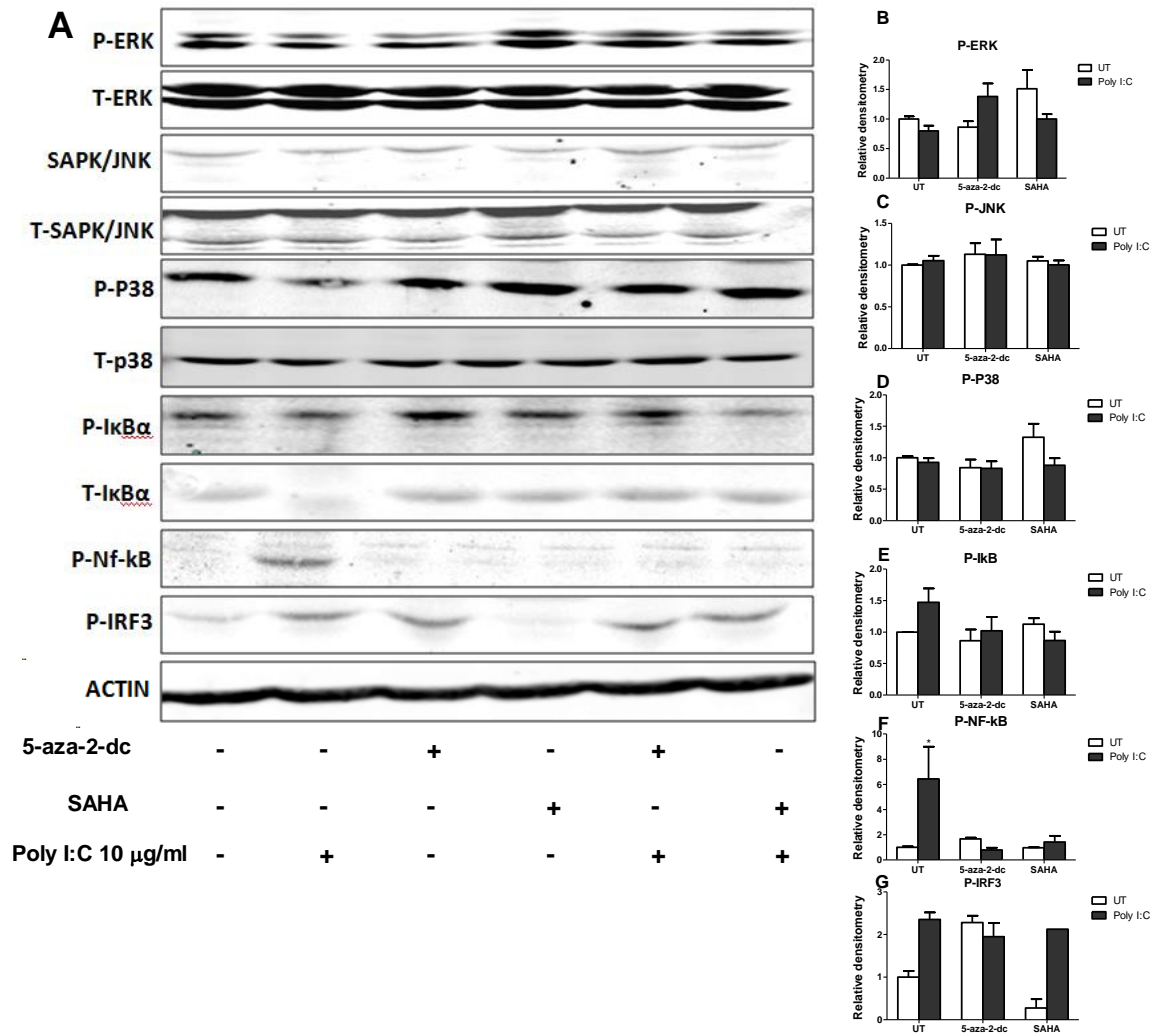 A
P-ERK
T-ERK
SAPK/JNK
T-SAPK/JNK
P-P38
T-p38
P-IκBα
T-IκBα
P-Nf-kB
P-IRF3
ACTIN
5-aza-2-dc - - + - + -
SAHA - - - + - +
Poly I:C 10 μg/ml - + - - + +
B
P-ERK
Relative densitometry
2.0
1.5
1.0
0.5
0.0
UT 5-aza-2-dc SAHA
UT
Poly I:C
C
P-JNK
Relative densitometry
1.5
1.0
0.5
0.0
UT 5-aza-2-dc SAHA
UT
Poly I:C
D
P-P38
Relative densitometry
2.0
1.5
1.0
0.5
0.0
UT 5-aza-2-dc SAHA
UT
Poly I:C
E
P-IkB
Relative densitometry
2.0
1.5
1.0
0.5
0.0
UT 5-aza-2-dc SAHA
UT
Poly I:C
F
P-NF-kB
Relative densitometry
10
8
6
4
2
0
*
UT 5-aza-2-dc SAHA
UT
Poly I:C
G
P-IRF3
Relative densitometry
3
2
1
0
UT 5-aza-2-dc SAHA
UT
Poly I:C